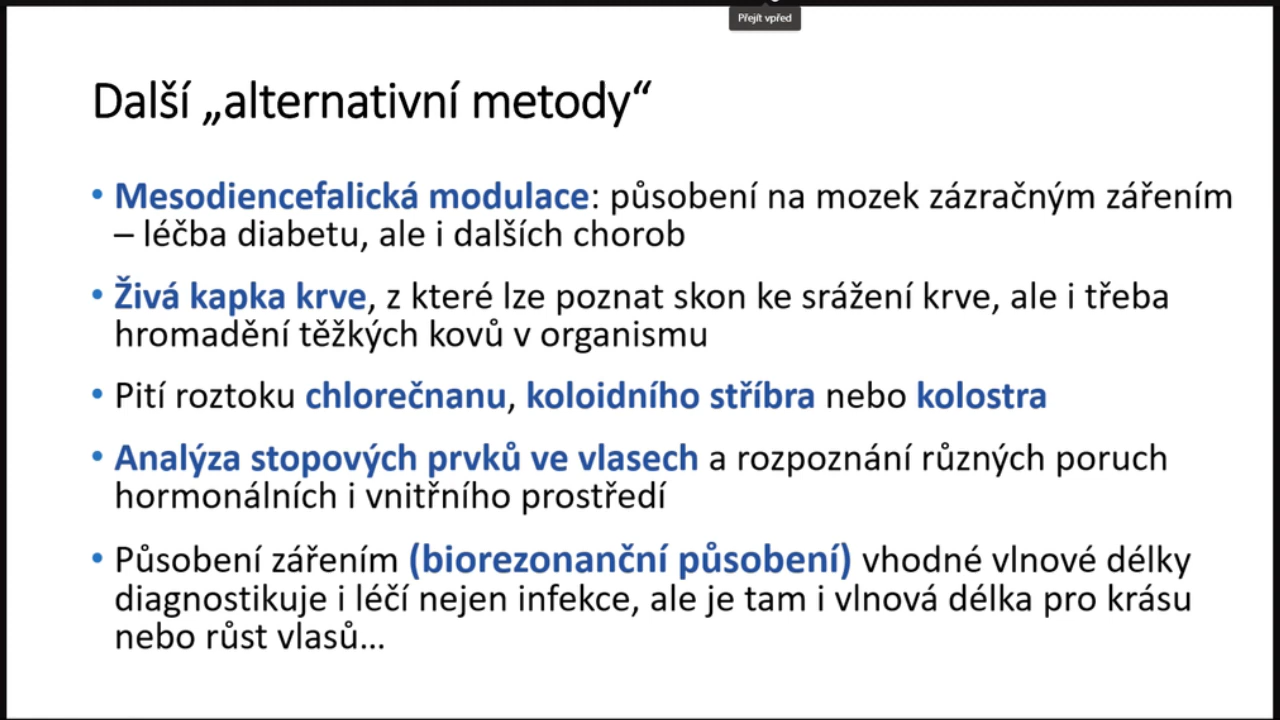 Přejít vpřed
Další „alternativní metody“
• Mesodiencefalická modulace: působení na mozek zázračným zářením
– léčba diabetu, ale i dalších chorob
• Živá kapka krve, z které lze poznat skon ke srážení krve, ale i třeba
hromadění těžkých kovů v organismu
• Pití roztoku chlorečnanu, koloidního stříbra nebo kolostra
• Analýza stopových prvků ve vlasech a rozpoznání různých poruch
hormonálních i vnitřního prostředí
• Působení zářením (biorezonanční působení) vhodné vlnové délky
diagnostikuje i léčí nejen infekce, ale je tam i vlnová délka pro krásu
nebo růst vlasů...